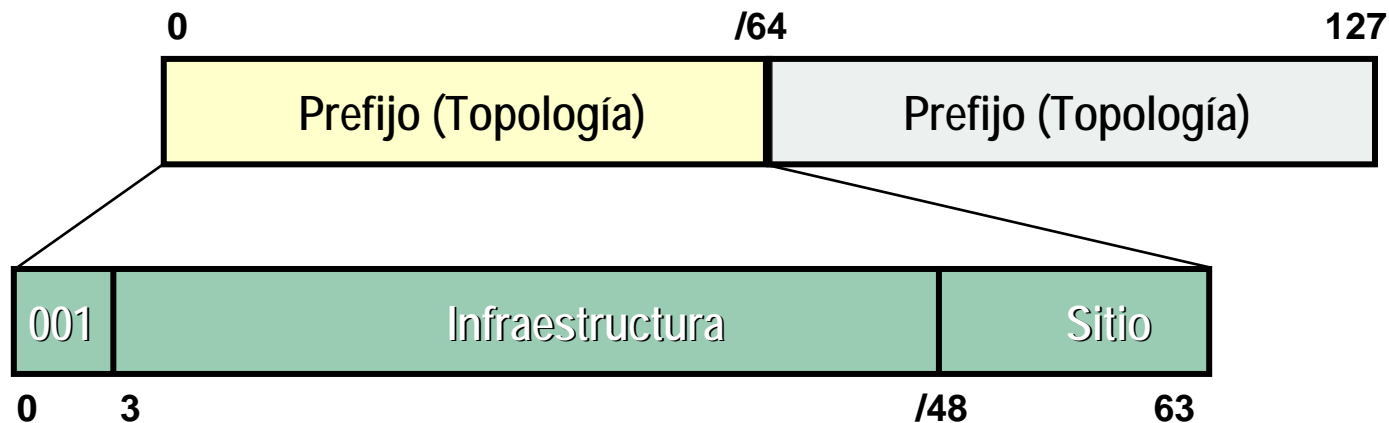 0 /64 127
Prefijo (Topología) Prefijo (Topología)
001 Infraestructura Sitio
0 3 /48 63